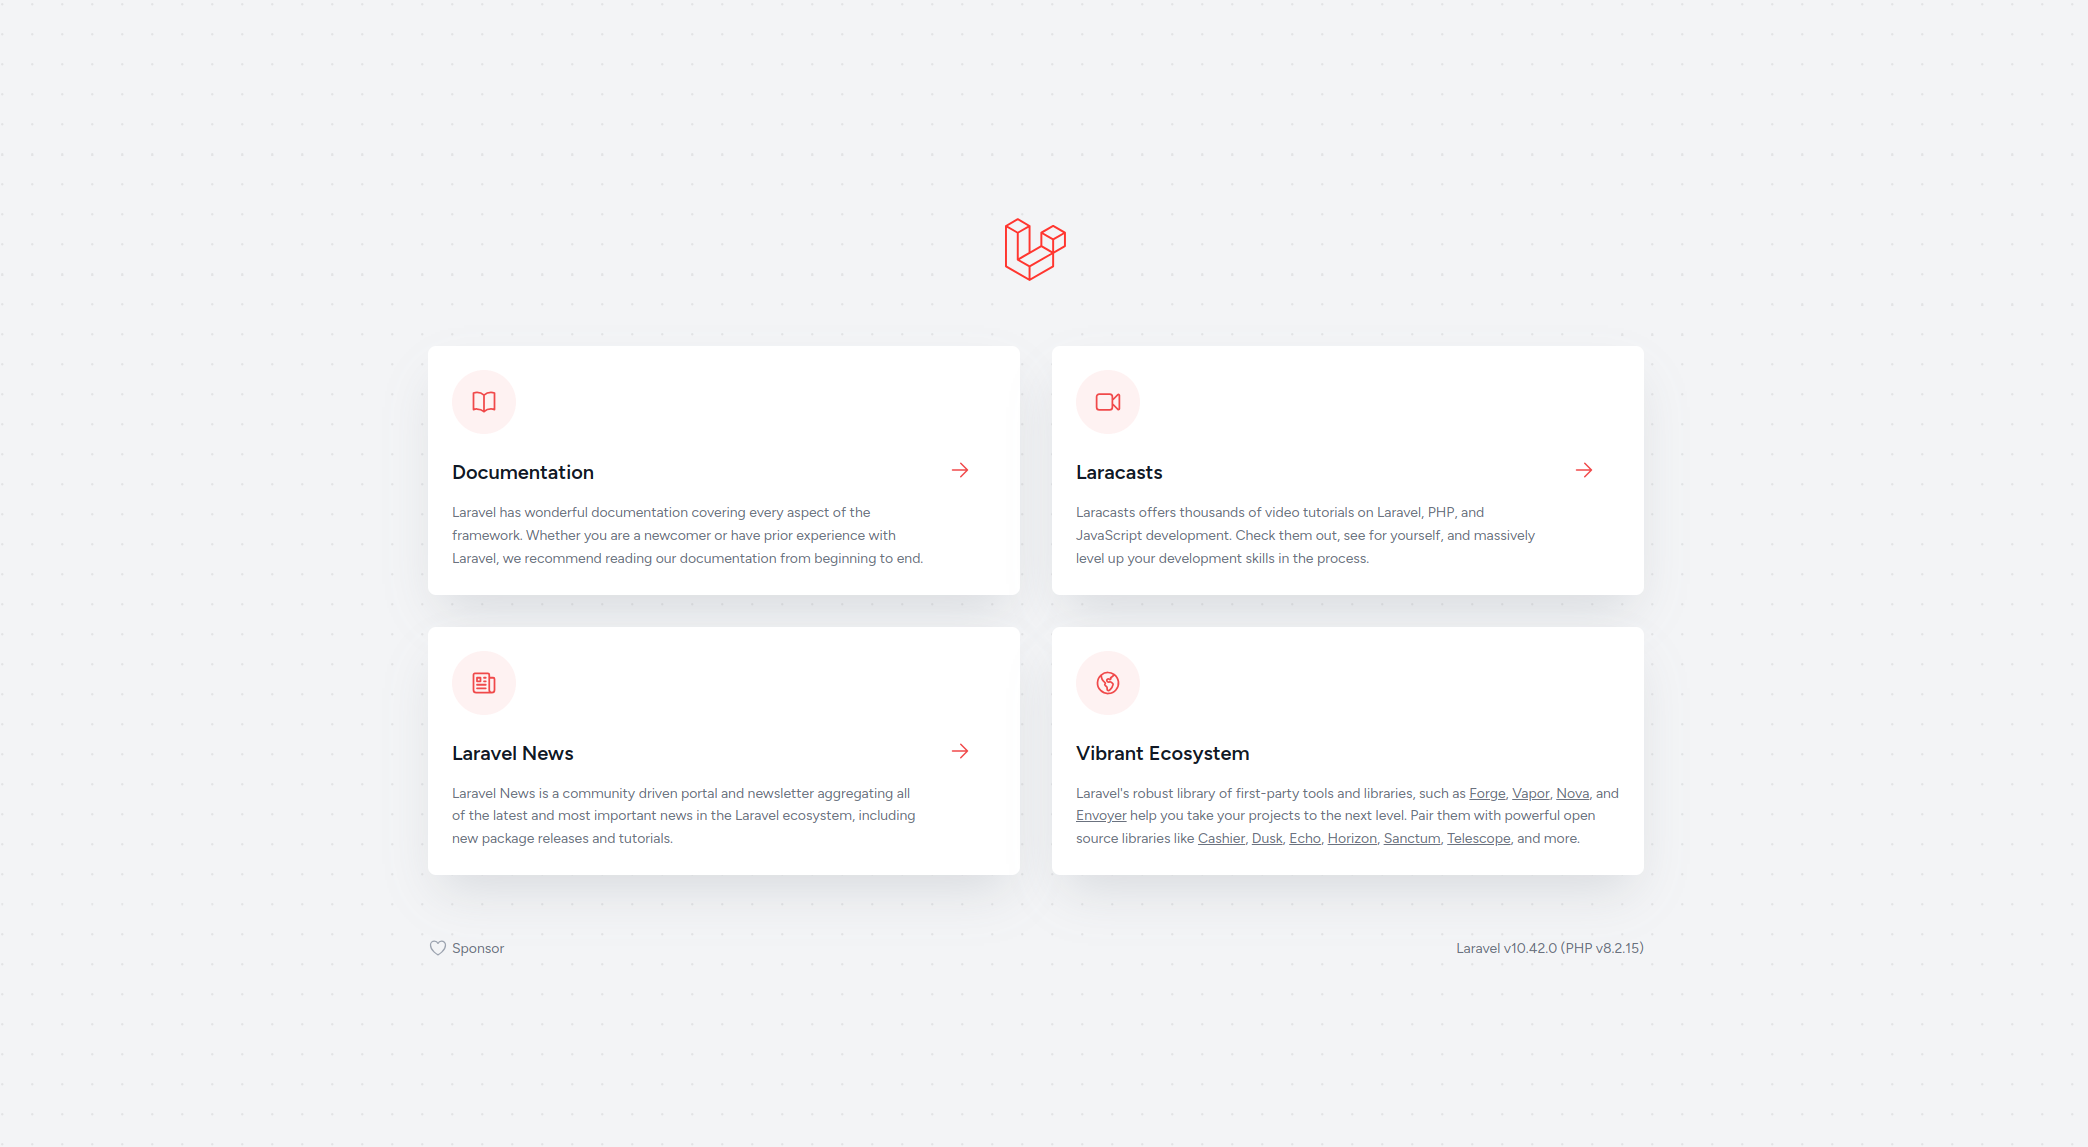 Documentation
Laravel has wonderful documentation covering every aspect of the
framework. Whether you are a newcomer or have prior experience with
Laravel, we recommend reading our documentation from beginning to end.
Laracasts
Laracasts offers thousands of video tutorials on Laravel, PHP, and
JavaScript development. Check them out, see for yourself, and massively
level up your development skills in the process.
Laravel News
Laravel News is a community driven portal and newsletter aggregating all
of the latest and most important news in the Laravel ecosystem, including
new package releases and tutorials.
Vibrant Ecosystem
Laravel's robust library of first-party tools and libraries, such as Forge, Vapor, Nova, and
Envoyer help you take your projects to the next level. Pair them with powerful open
source libraries like Cashier, Dusk, Echo, Horizon, Sanctum, Telescope, and more.
Sponsor
Laravel v10.42.0 (PHP v8.2.15)